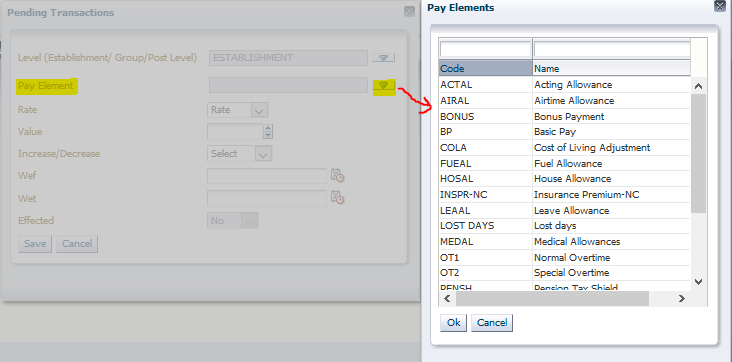 Pending Transactions
Level (Establishment/ Group/Post Level) ESTABLISHMENT
Pay Element
Rate Rate
Value
Increase/Decrease Select
Wef
Wet
Effected No
Save Cancel
Pay Elements
Code Name
ACTAL Acting Allowance
AIRAL Airtime Allowance
BONUS Bonus Payment
BP Basic Pay
COLA Cost of Living Adjustment
FUEAL Fuel Allowance
HOSAL House Allowance
INSPR-NC Insurance Premium-NC
LEAAL Leave Allowance
LOST DAYS Lost days
MEDAL Medical Allowances
OT1 Normal Overtime
OT2 Special Overtime
PENSH Pension Tax Shield
Ok Cancel